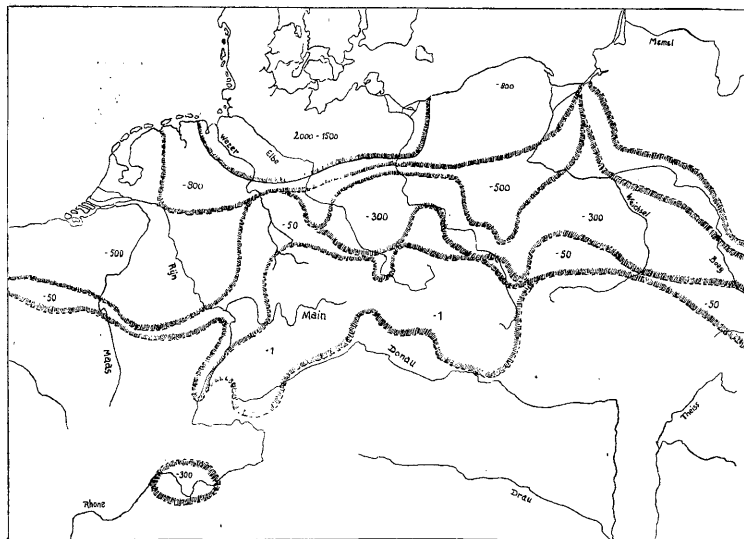 Memel
-800
2000-1500
Weser
Elbe
-800
-500
Weichsel
-50
-300
-300
-500
Rijn
-50
Bug
-50
-50
Main
-1
Maas
-1
Donau
Theiss
-300
Rhone
Drau